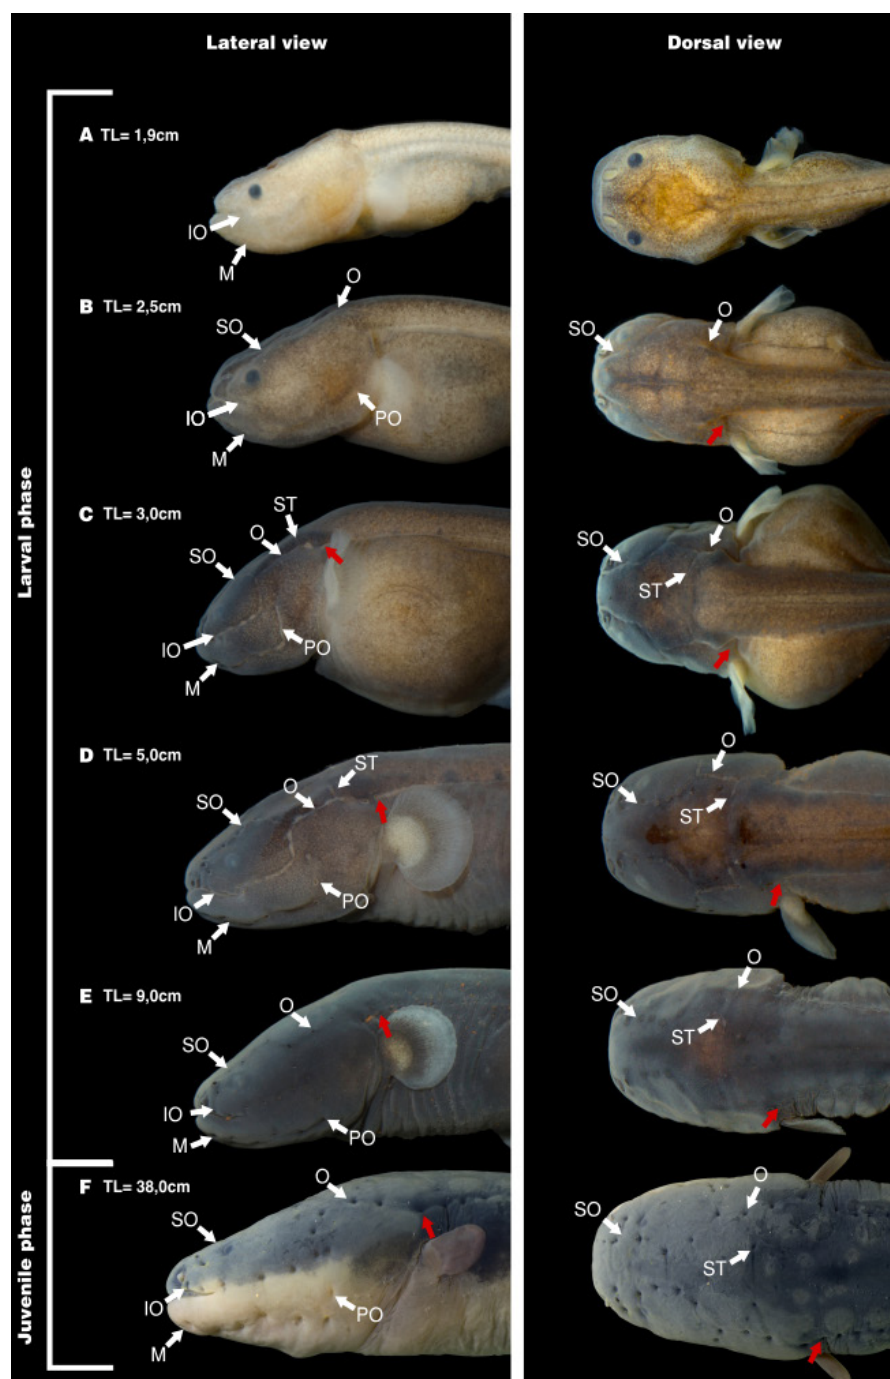 Lateral view
Dorsal view
Larval phase
A TL= 1,9cm
IO
M
B TL= 2,5cm
O
SO
IO
PO
M
SO
O
C TL= 3,0cm
ST
O
SO
IO
PO
M
SO
O
ST
D TL= 5,0cm
ST
O
SO
IO
PO
M
O
SO
ST
E TL= 9,0cm
O
SO
IO
M
PO
O
SO
ST
Juvenile phase
F TL= 38,0cm
O
SO
IO
PO
M
O
SO
ST